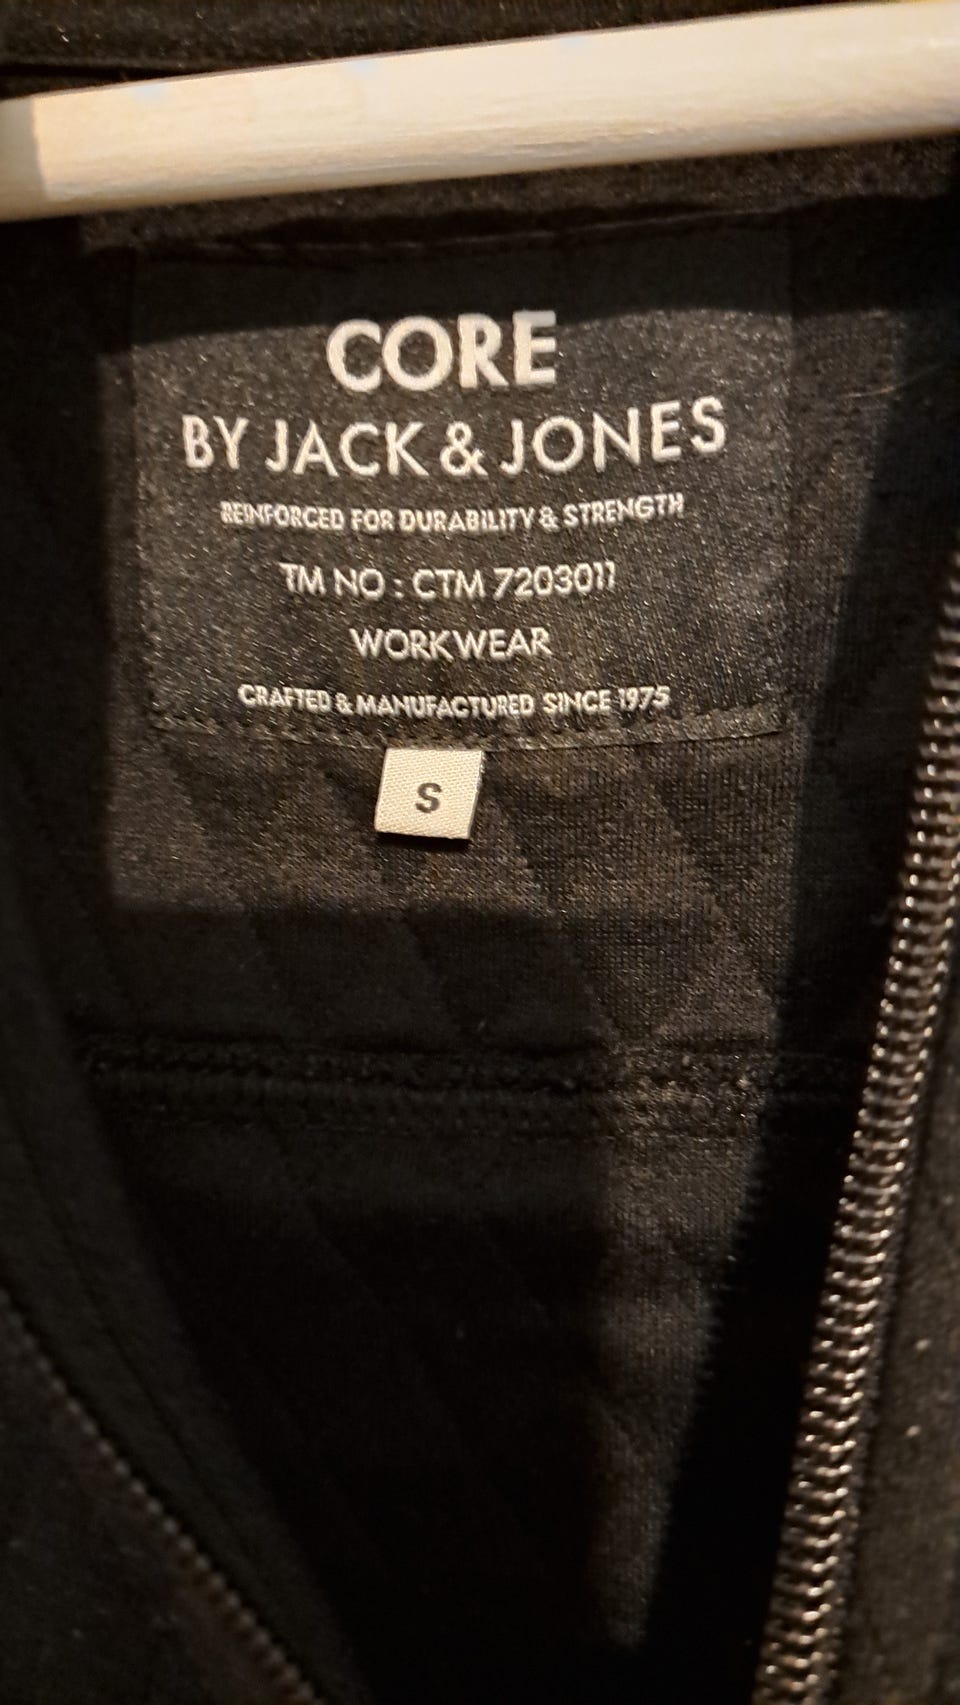 CORE
BY JACK & JONES
REINFORCED FOR DURABILITY & STRENGTH
TM NO : CTM 7203011
WORKWEAR
CRAFTED & MANUFACTURED SINCE 1975
S